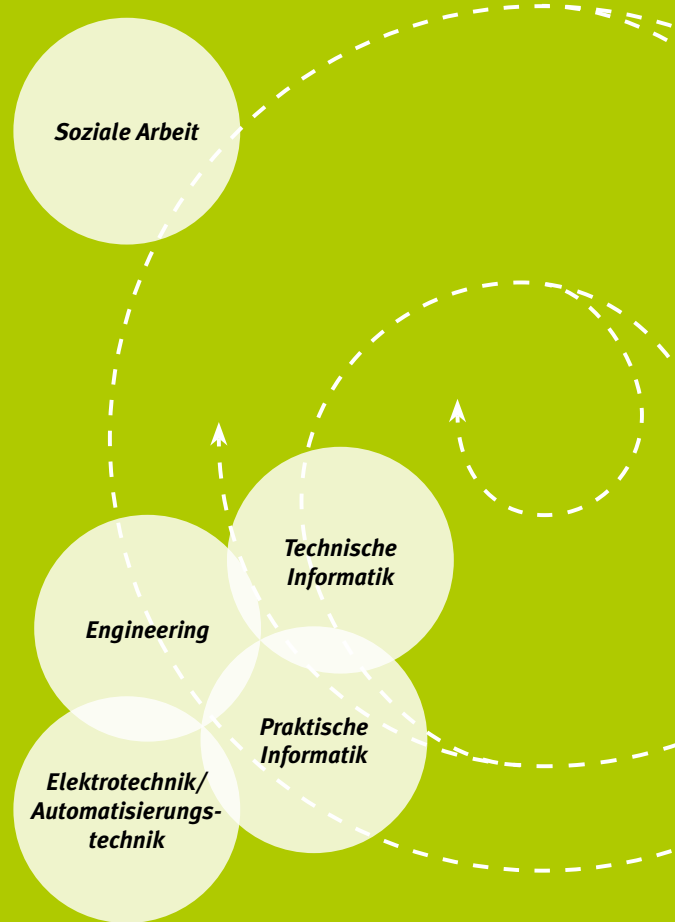 Soziale Arbeit
Technische
Informatik
Engineering
Praktische
Informatik
Elektrotechnik/
Automatisierungs-
technik